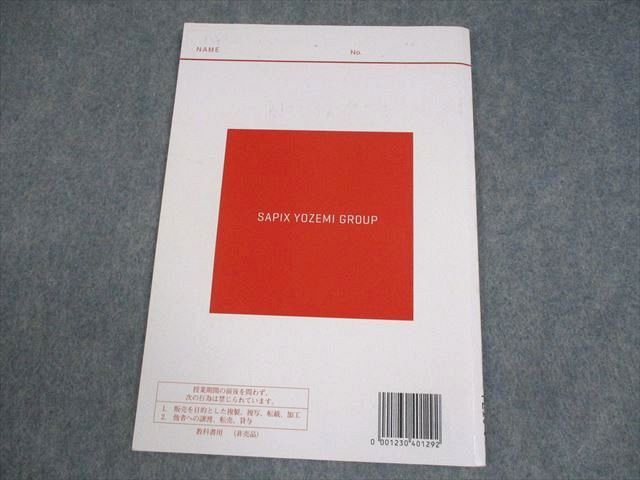 NAME No.
SAPIX YOZEMI GROUP
授業期間の前後を問わず、
次の行為は禁じられています。
1. 販売を目的とした複製、複写、転載、加工
2. 他者への譲渡、転売、貸与
教科書用 (非売品)
0 001230 401292